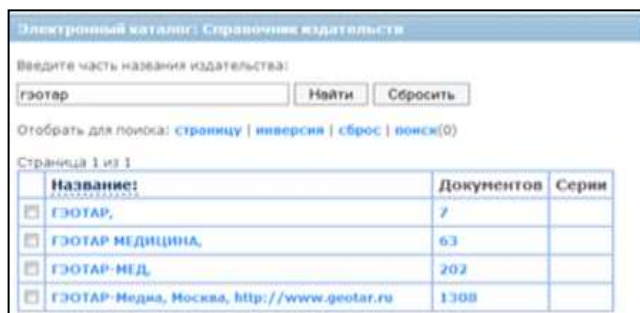 Электронный каталог: Справочник издательств
Введите часть названия издательства:
гэотар Найти Сбросить
Отобрать для поиска: страницу | инверсия | сброс | поиск(0)
Страница 1 из 1
Название: Документов Серии
ГЭОТАР, 7
ГЭОТАР МЕДИЦИНА, 63
ГЭОТАР-МЕД, 202
ГЭОТАР-Медиа, Москва, http://www.geotar.ru 1308